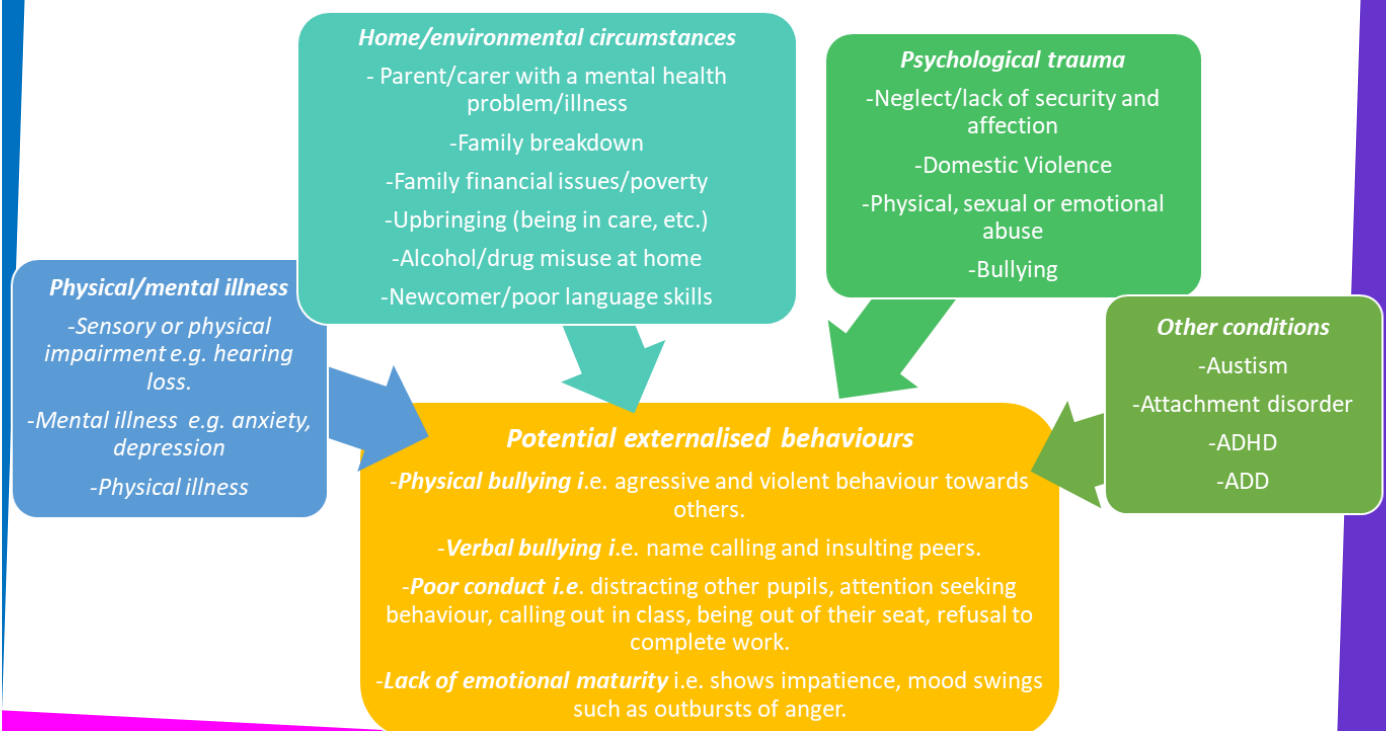 Home/environmental circumstances
- Parent/carer with a mental health
problem/illness
-Family breakdown
-Family financial issues/poverty
-Upbringing (being in care, etc.)
-Alcohol/drug misuse at home
-Newcomer/poor language skills
Psychological trauma
-Neglect/lack of security and
affection
-Domestic Violence
-Physical, sexual or emotional
abuse
-Bullying
Physical/mental illness
-Sensory or physical
impairment e.g. hearing
loss.
-Mental illness e.g. anxiety,
depression
-Physical illness
Other conditions
-Austism
-Attachment disorder
-ADHD
-ADD
Potential externalised behaviours
-Physical bullying i.e. agressive and violent behaviour towards
others.
-Verbal bullying i.e. name calling and insulting peers.
-Poor conduct i.e. distracting other pupils, attention seeking
behaviour, calling out in class, being out of their seat, refusal to
complete work.
-Lack of emotional maturity i.e. shows impatience, mood swings
such as outbursts of anger.